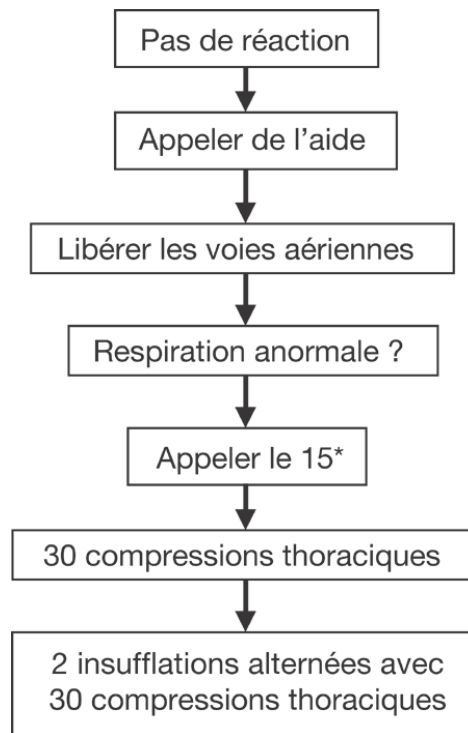 Pas de réaction
Appeler de l’aide
Libérer les voies aériennes
Respiration anormale ?
Appeler le 15*
30 compressions thoraciques
2 insufflations alternées avec
30 compressions thoraciques